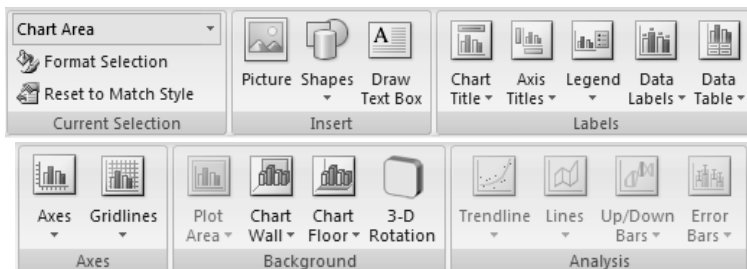 Chart Area
Format Selection
Reset to Match Style
Current Selection
Picture Shapes Draw
Text Box
Insert
Chart Axis Legend Data Data
Title Titles Labels Table
Labels
Axes Gridlines
Axes
Plot Chart Chart 3-D
Area Wall Floor Rotation
Background
Trendline Lines Up/Down Error
Bars Bars
Analysis